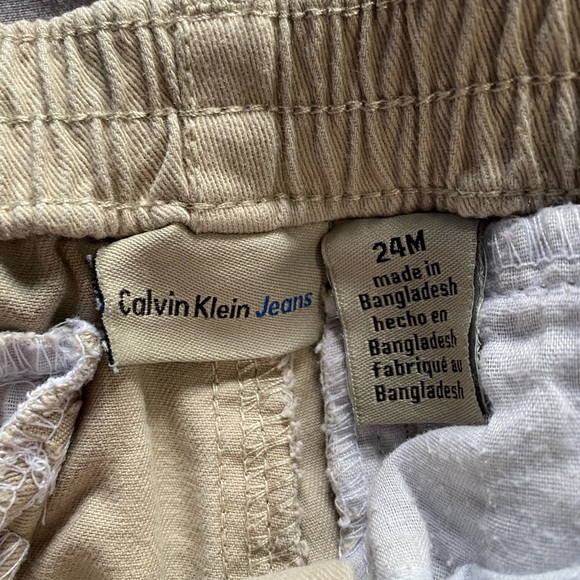 Calvin Klein Jeans
24M
made in
Bangladesh
hecho en
Bangladesh
fabriqué au
Bangladesh